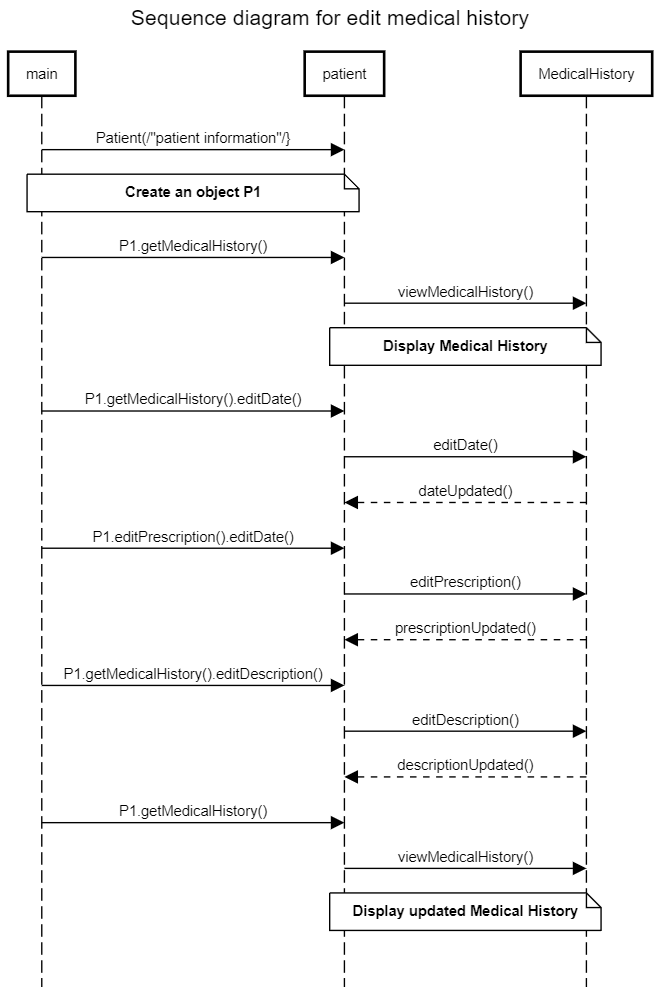 Sequence diagram for edit medical history
main
patient
MedicalHistory
Patient(/"patient information"/}
Create an object P1
P1.getMedicalHistory()
viewMedicalHistory()
Display Medical History
P1.getMedicalHistory().editDate()
editDate()
dateUpdated()
P1.editPrescription().editDate()
editPrescription()
prescriptionUpdated()
P1.getMedicalHistory().editDescription()
editDescription()
descriptionUpdated()
P1.getMedicalHistory()
viewMedicalHistory()
Display updated Medical History